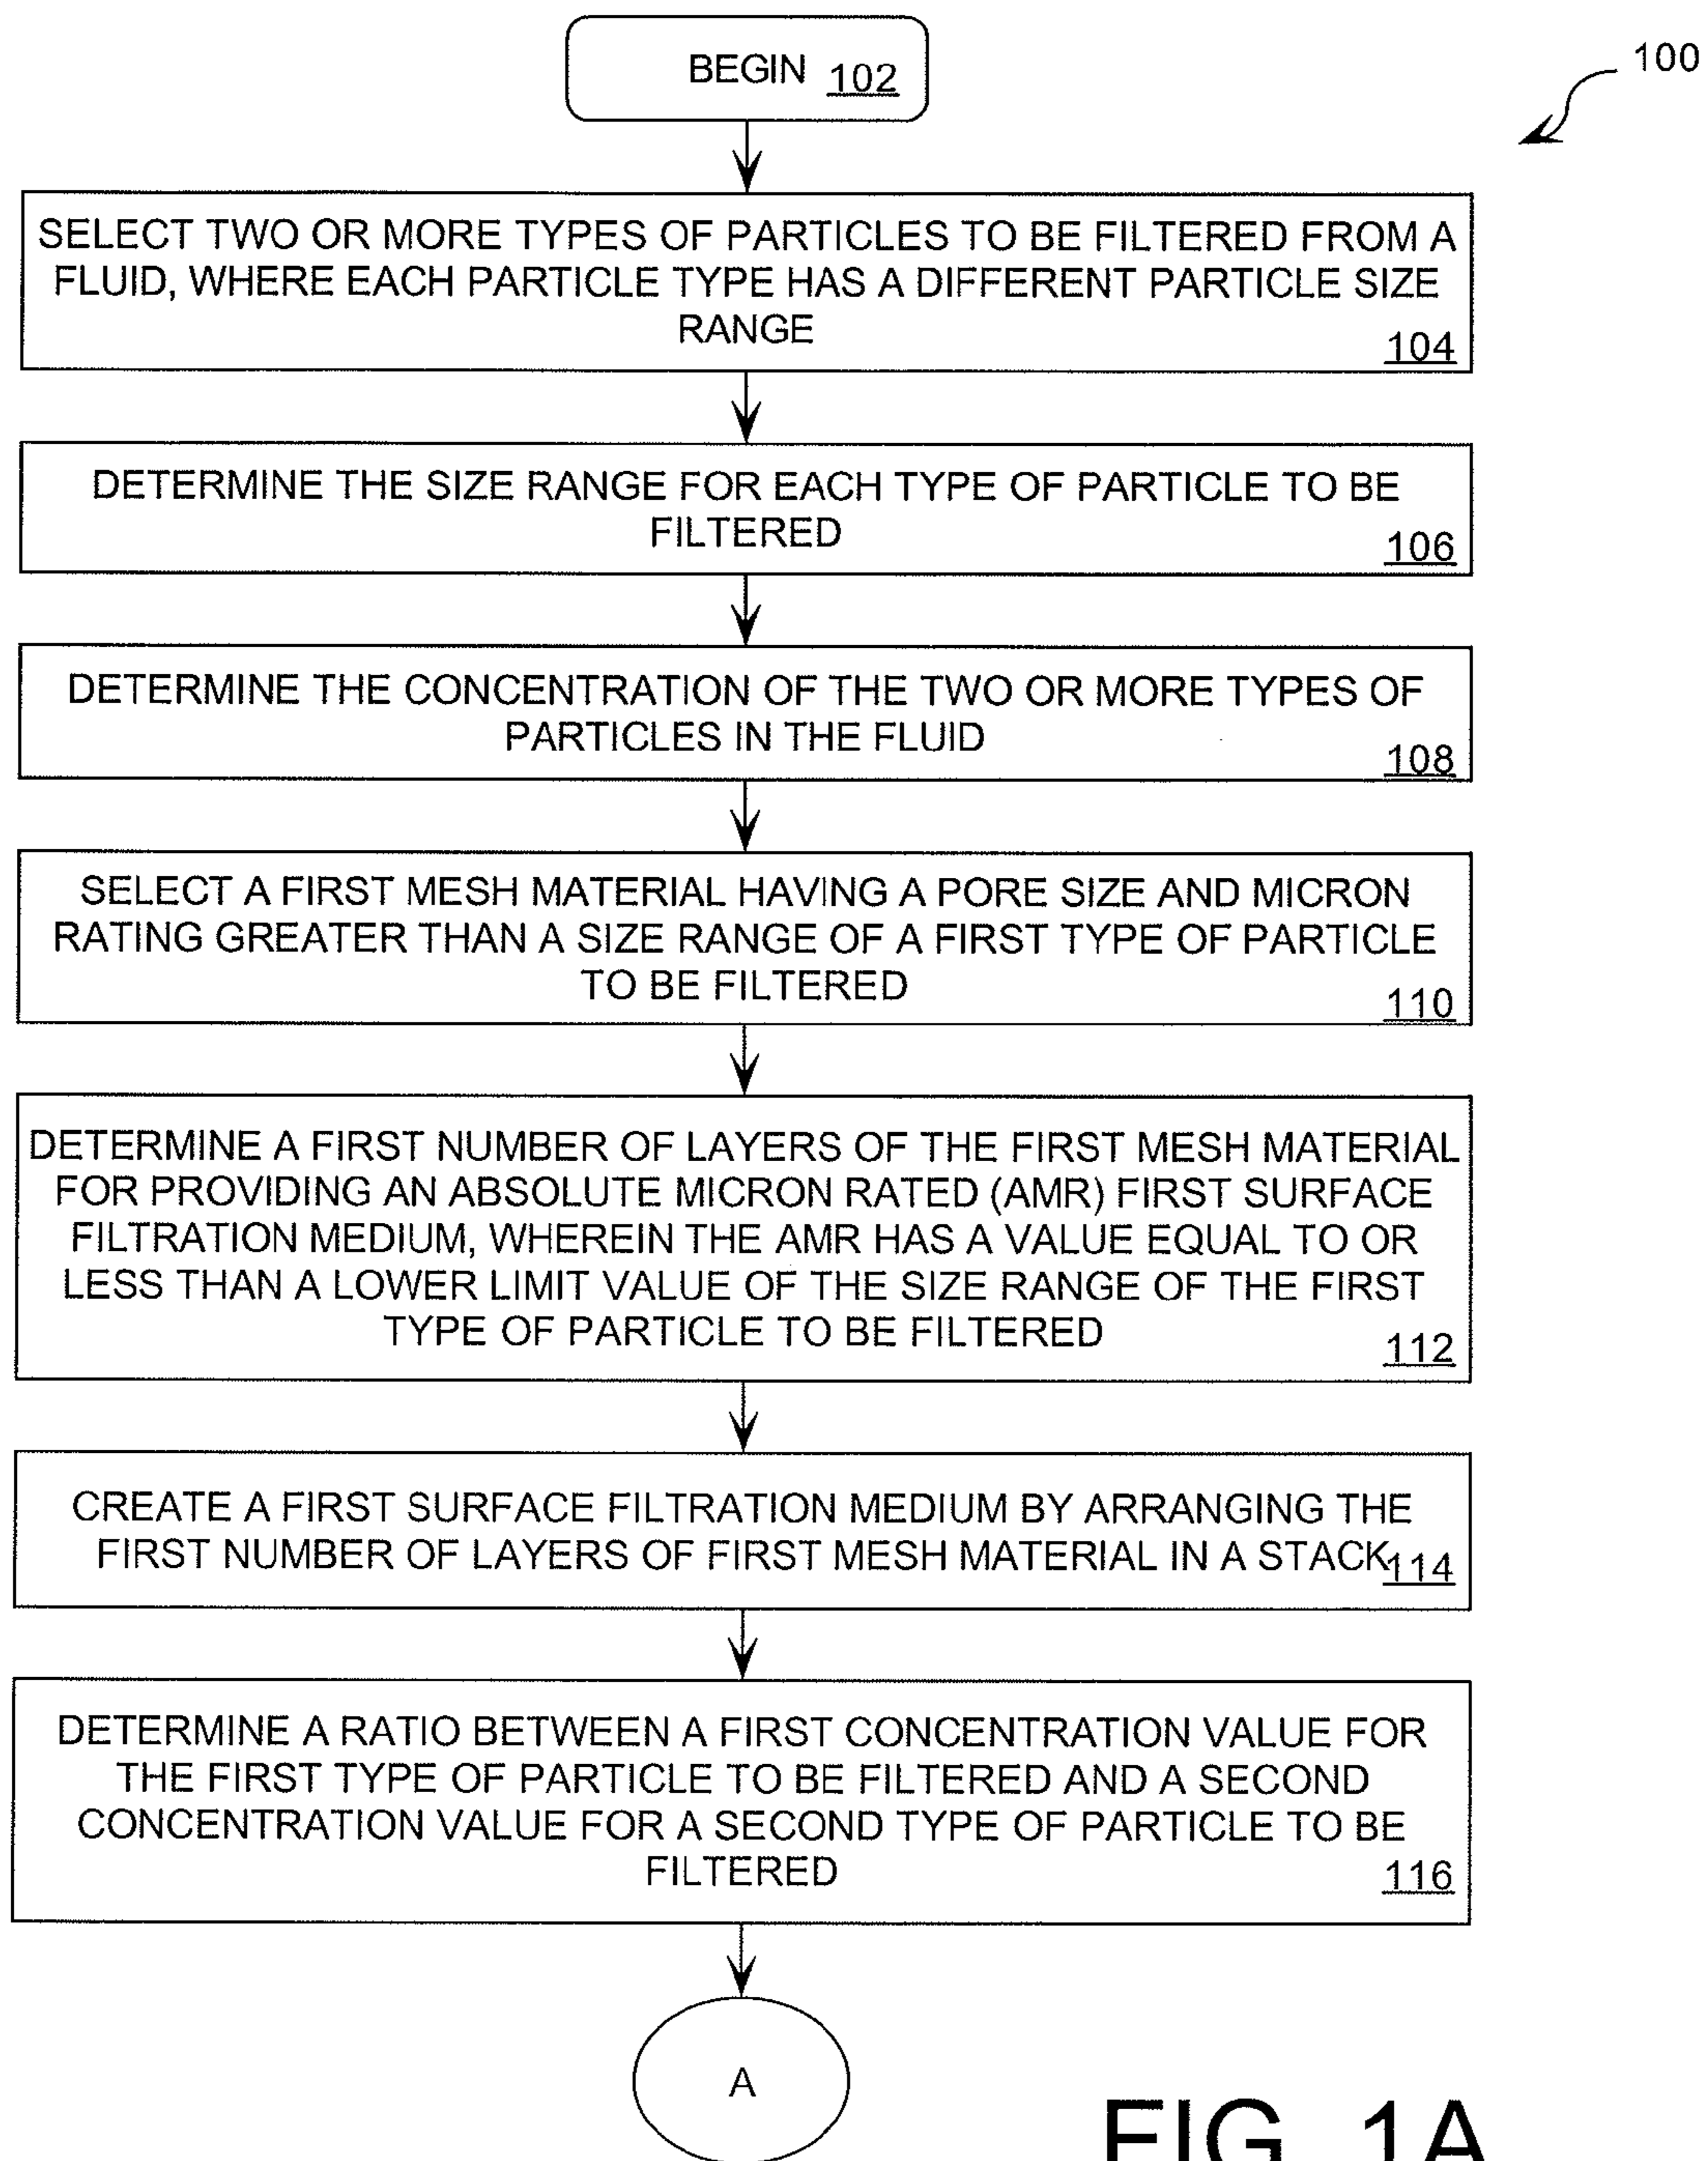 BEGIN 102
100
SELECT TWO OR MORE TYPES OF PARTICLES TO BE FILTERED FROM A
FLUID, WHERE EACH PARTICLE TYPE HAS A DIFFERENT PARTICLE SIZE
RANGE
104
DETERMINE THE SIZE RANGE FOR EACH TYPE OF PARTICLE TO BE
FILTERED
106
DETERMINE THE CONCENTRATION OF THE TWO OR MORE TYPES OF
PARTICLES IN THE FLUID
108
SELECT A FIRST MESH MATERIAL HAVING A PORE SIZE AND MICRON
RATING GREATER THAN A SIZE RANGE OF A FIRST TYPE OF PARTICLE
TO BE FILTERED
110
DETERMINE A FIRST NUMBER OF LAYERS OF THE FIRST MESH MATERIAL
FOR PROVIDING AN ABSOLUTE MICRON RATED (AMR) FIRST SURFACE
FILTRATION MEDIUM, WHEREIN THE AMR HAS A VALUE EQUAL TO OR
LESS THAN A LOWER LIMIT VALUE OF THE SIZE RANGE OF THE FIRST
TYPE OF PARTICLE TO BE FILTERED
112
CREATE A FIRST SURFACE FILTRATION MEDIUM BY ARRANGING THE
FIRST NUMBER OF LAYERS OF FIRST MESH MATERIAL IN A STACK
114
DETERMINE A RATIO BETWEEN A FIRST CONCENTRATION VALUE FOR
THE FIRST TYPE OF PARTICLE TO BE FILTERED AND A SECOND
CONCENTRATION VALUE FOR A SECOND TYPE OF PARTICLE TO BE
FILTERED
116
A
FIG. 1A